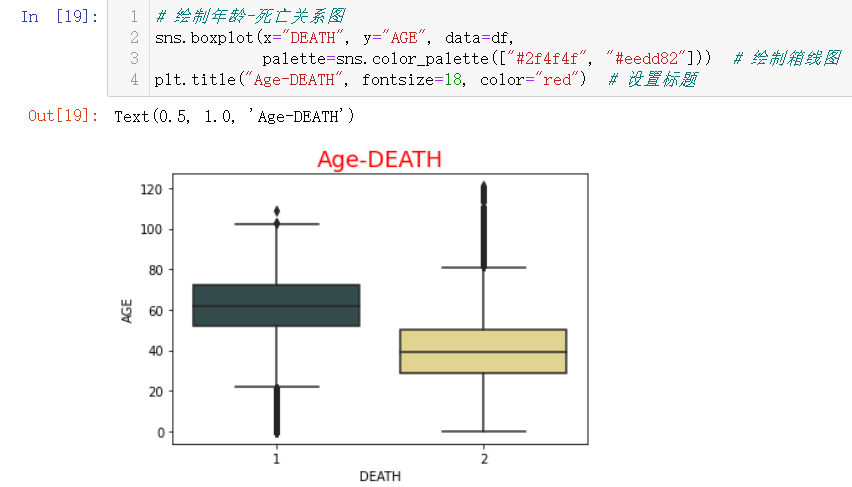 In [19]:
1 # 绘制年龄-死亡关系图
2 sns.boxplot(x="DEATH", y="AGE", data=df,
3 palette=sns.color_palette(["#2f4f4f", "#eedd82"])) # 绘制箱线图
4 plt.title("Age-DEATH", fontsize=18, color="red") # 设置标题
Out[19]: Text(0.5, 1.0, 'Age-DEATH')
Age-DEATH
120
100
80
60
40
20
0
AGE
1 2
DEATH